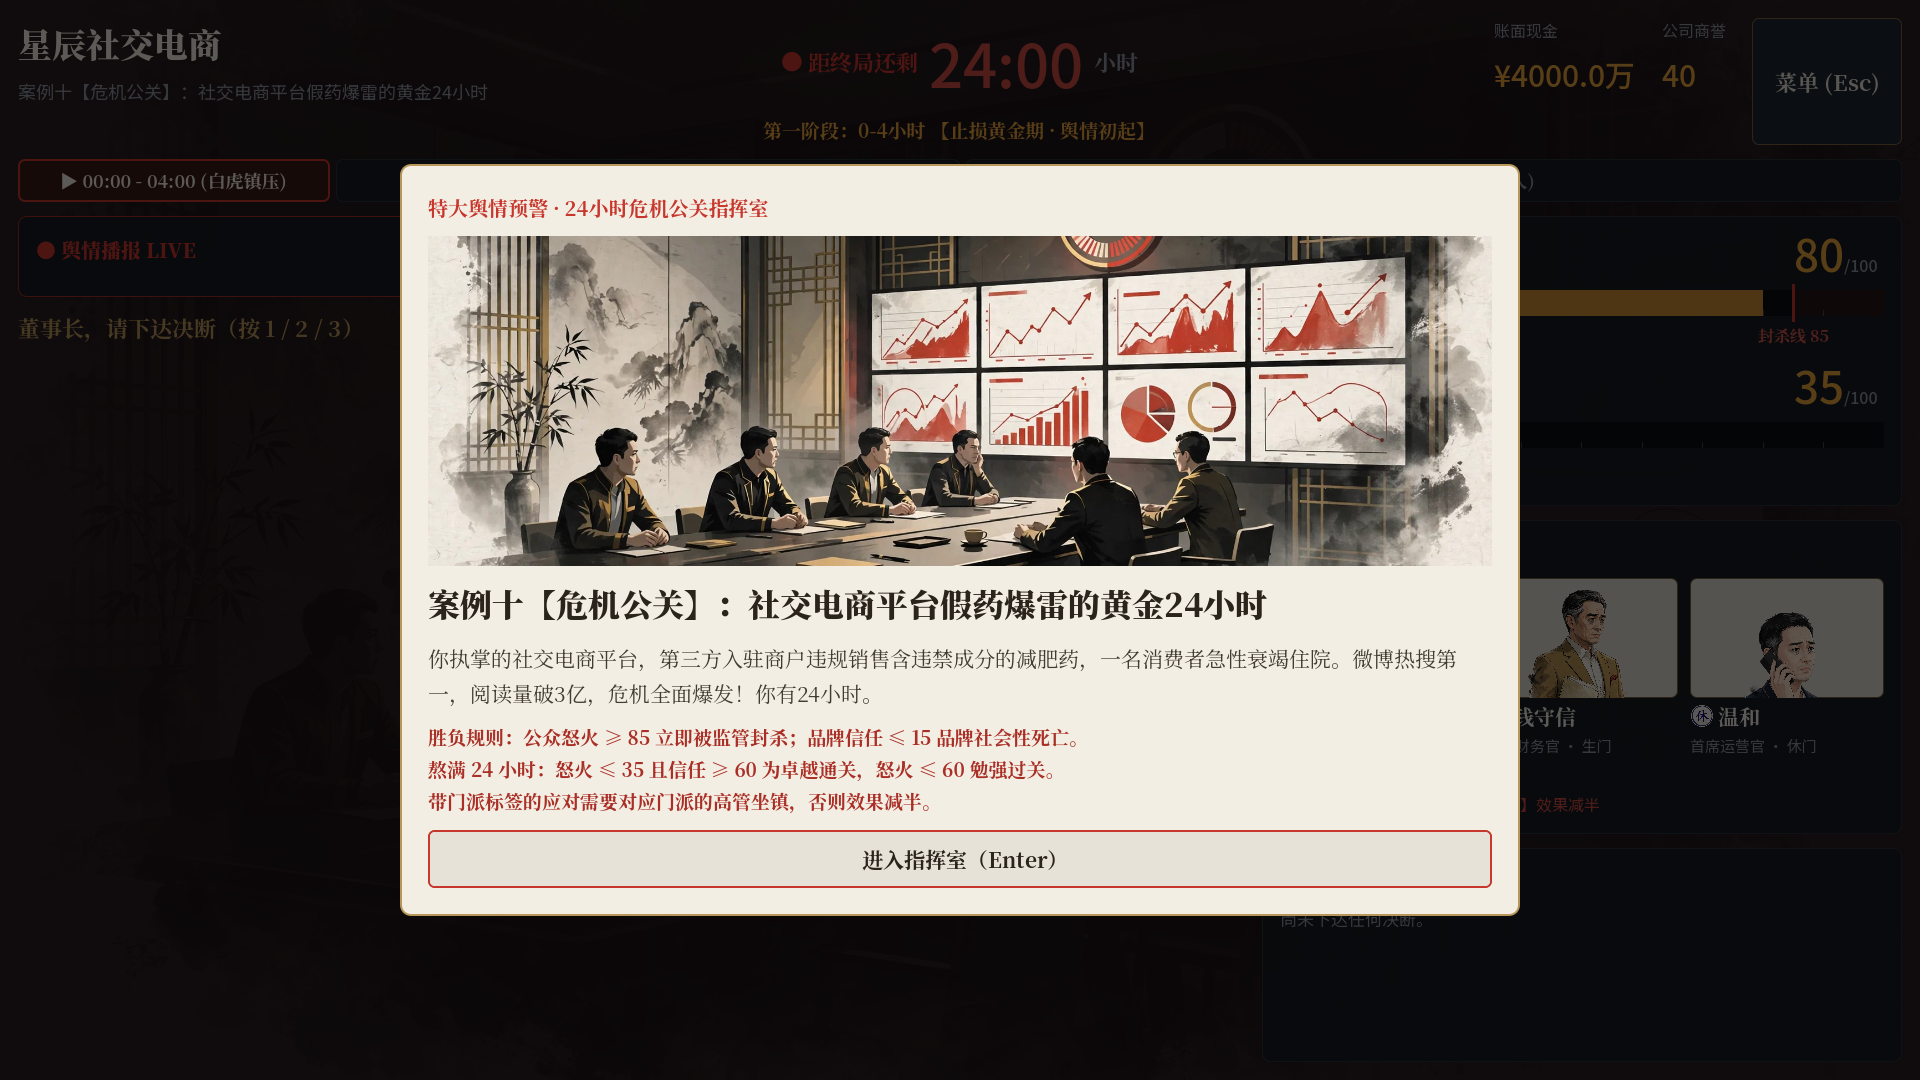 星辰社交电商
案例十【危机公关】：社交电商平台假药爆雷的黄金24小时
距终局还剩 24:00 小时
第一阶段：0-4小时 【止损黄金期 · 舆情初起】
账面现金
¥4000.0万
公司商誉
40
菜单 (Esc)
▶ 00:00 - 04:00 (白虎镇压)
舆情播报 LIVE
董事长，请下达决断（按 1 / 2 / 3）
特大舆情预警 · 24小时危机公关指挥室
案例十【危机公关】：社交电商平台假药爆雷的黄金24小时
你执掌的社交电商平台，第三方入驻商户违规销售含违禁成分的减肥药，一名消费者急性衰竭住院。微博热搜第
一，阅读量破3亿，危机全面爆发！你有24小时。
胜负规则：公众怒火 ≥ 85 立即被监管封杀；品牌信任 ≤ 15 品牌社会性死亡。
熬满 24 小时：怒火 ≤ 35 且信任 ≥ 60 为卓越通关，怒火 ≤ 60 勉强过关。
带门派标签的应对需要对应门派的高管坐镇，否则效果减半。
进入指挥室（Enter）
80/100
封杀线 85
35/100
钱守信
财务官 · 生门
休 温和
首席运营官 · 休门
】效果减半
尚未下达任何决断。